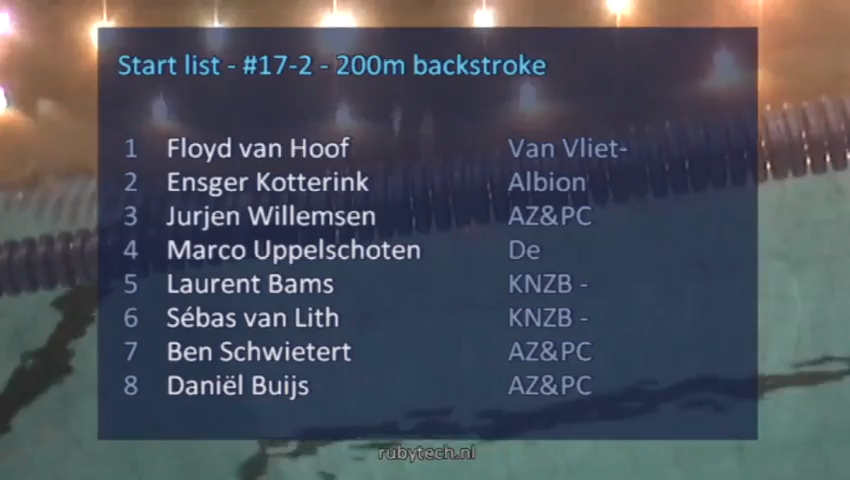 Start list - #17-2 - 200m backstroke
1 Floyd van Hoof Van Vliet-
2 Ensger Kotterink Albion
3 Jurjen Willemsen AZ&PC
4 Marco Uppelschoten De
5 Laurent Bams KNZB -
6 Sébas van Lith KNZB -
7 Ben Schwietert AZ&PC
8 Daniël Buijs AZ&PC
rubytech.nl